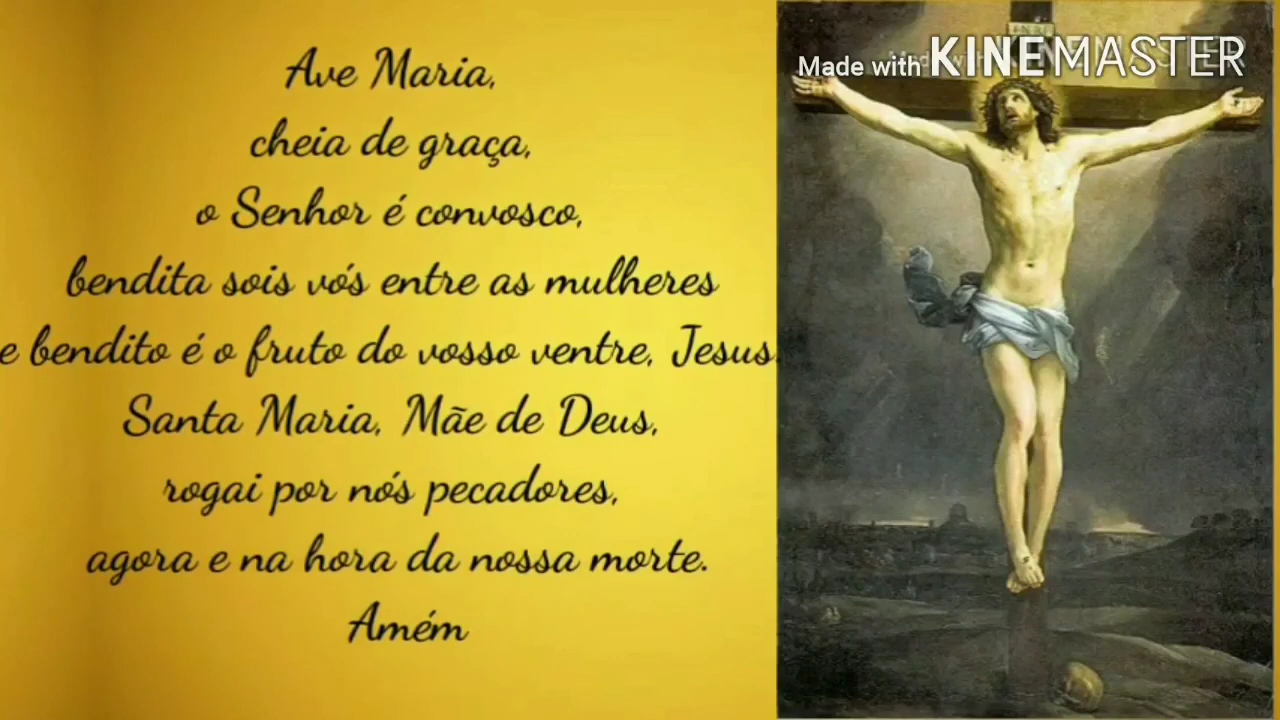 Ave Maria,
cheia de graça,
o Senhor é convosco,
bendita sois vós entre as mulheres
e bendito é o fruto do vosso ventre, Jesus.
Santa Maria, Mãe de Deus,
rogai por nós pecadores,
agora e na hora da nossa morte.
Amém
Made with KINEMASTER